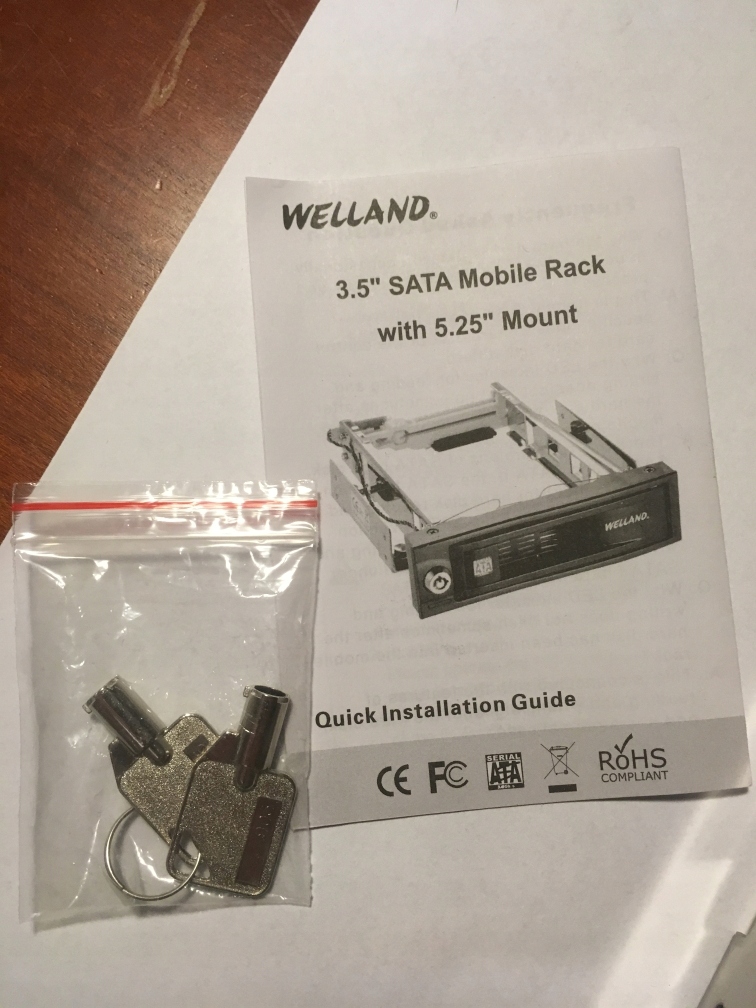 WELLAND®
3.5" SATA Mobile Rack
with 5.25" Mount
WELLAND.
ATA
Quick Installation Guide
CE FC SERIAL ATA RoHS
COMPLIANT